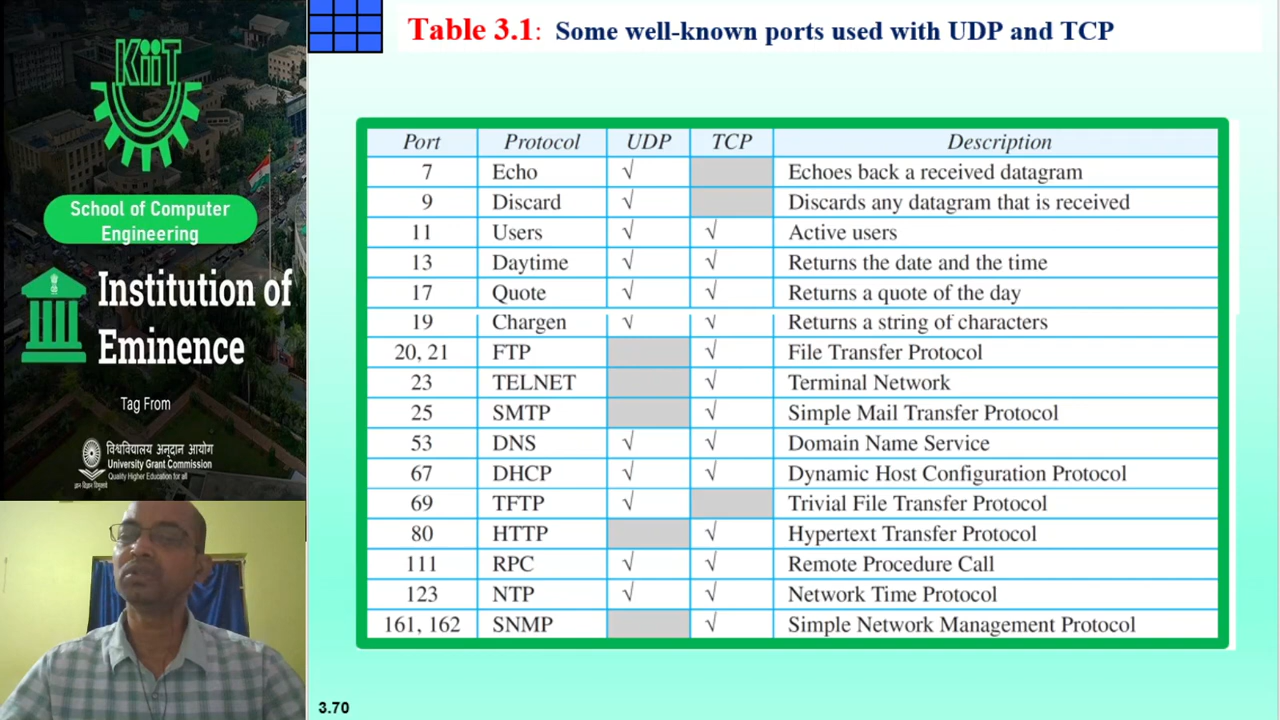 KiiT
School of Computer
Engineering
Institution of
Eminence
Tag From
विश्वविद्यालय अनुदान आयोग
University Grant Commission
Quality Higher Education for all
Table 3.1: Some well-known ports used with UDP and TCP
Port Protocol UDP TCP Description
7 Echo √ Echoes back a received datagram
9 Discard √ Discards any datagram that is received
11 Users √ √ Active users
13 Daytime √ √ Returns the date and the time
17 Quote √ √ Returns a quote of the day
19 Chargen √ √ Returns a string of characters
20, 21 FTP √ File Transfer Protocol
23 TELNET √ Terminal Network
25 SMTP √ Simple Mail Transfer Protocol
53 DNS √ √ Domain Name Service
67 DHCP √ √ Dynamic Host Configuration Protocol
69 TFTP √ Trivial File Transfer Protocol
80 HTTP √ Hypertext Transfer Protocol
111 RPC √ √ Remote Procedure Call
123 NTP √ √ Network Time Protocol
161, 162 SNMP √ Simple Network Management Protocol
3.70